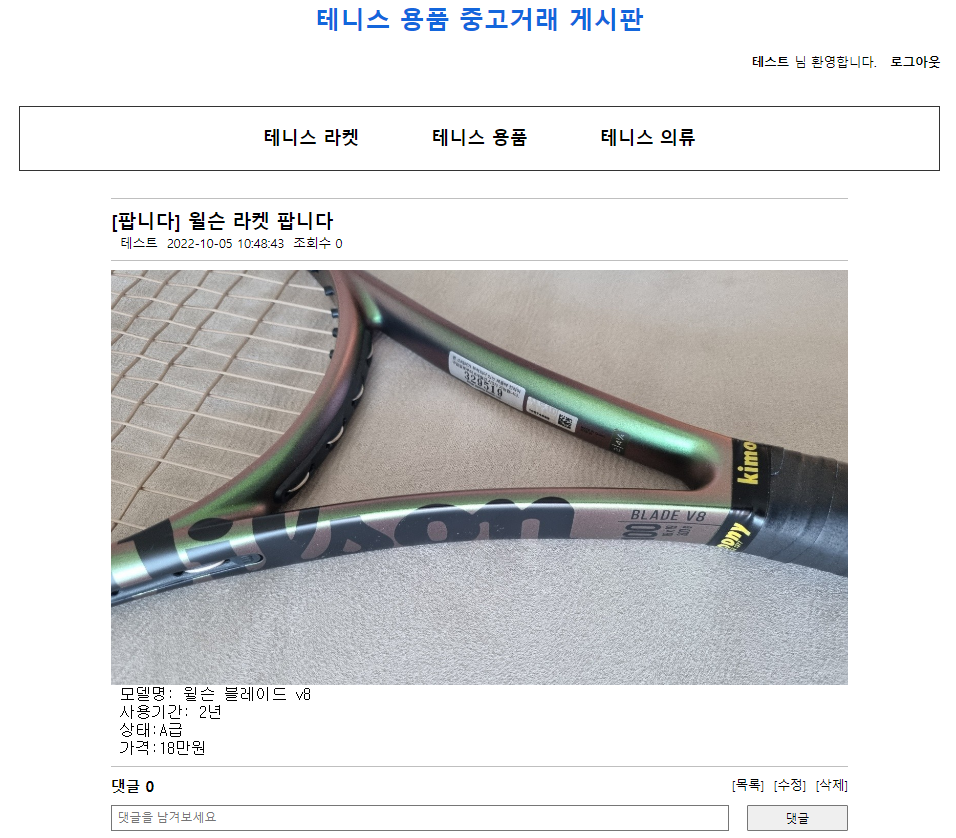 테니스 용품 중고거래 게시판
테스트 님 환영합니다. 로그아웃
테니스 라켓 테니스 용품 테니스 의류
[팝니다] 윌슨 라켓 팝니다
테스트 2022-10-05 10:48:43 조회수 0
329519
kimo
Wilson
BLADE V8
mony
모델명: 윌슨 블레이드 v8
사용기간: 2년
상태:A급
가격:18만원
댓글 0
[목록] [수정] [삭제]
댓글을 남겨보세요
댓글